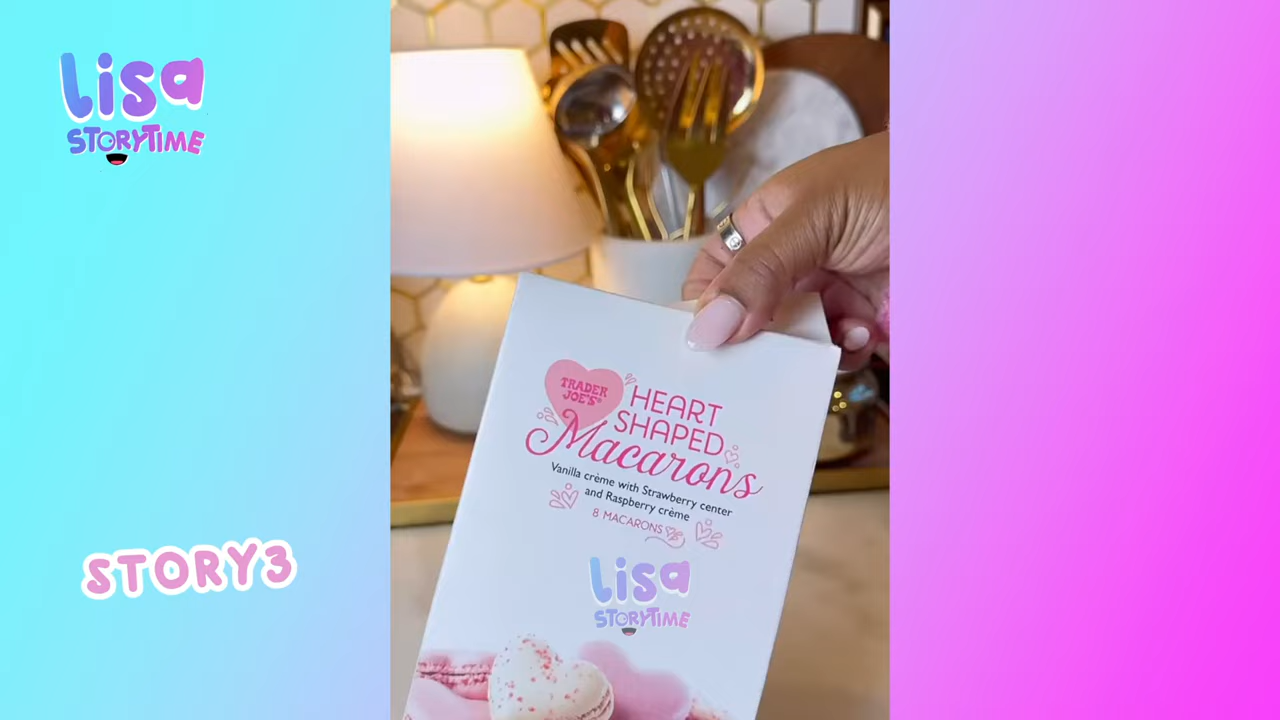 Lisa
STORYTIME
TRADER
JOE'S®
HEART
SHAPED
Macarons
Vanilla crème with Strawberry center
and Raspberry crème
8 MACARONS
Lisa
STORYTIME
STORY3